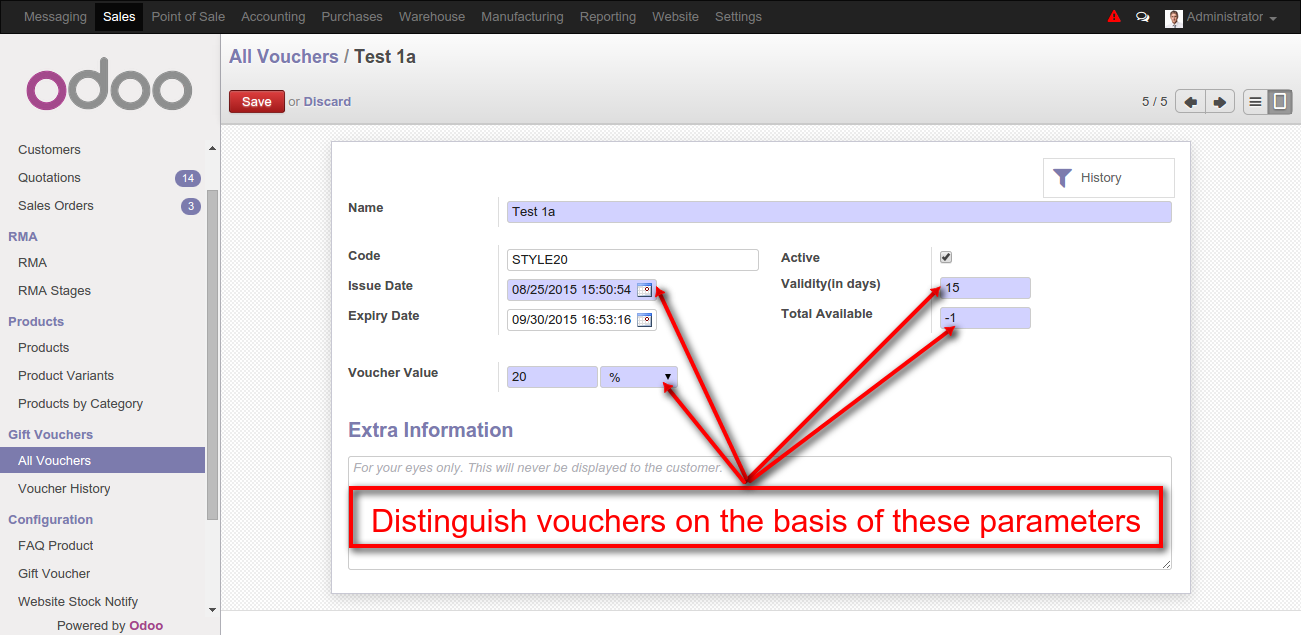 Messaging Sales Point of Sale Accounting Purchases Warehouse Manufacturing Reporting Website Settings Administrator
odoo
All Vouchers / Test 1a
Save or Discard
5 / 5
Customers
Quotations 14
Sales Orders 3
RMA
RMA
RMA Stages
Products
Products
Product Variants
Products by Category
Gift Vouchers
All Vouchers
Voucher History
Configuration
FAQ Product
Gift Voucher
Website Stock Notify
Powered by Odoo
History
Name Test 1a
Code STYLE20
Issue Date 08/25/2015 15:50:54
Expiry Date 09/30/2015 16:53:16
Active
Validity(in days) 15
Total Available -1
Voucher Value 20 %
Extra Information
For your eyes only. This will never be displayed to the customer.
Distinguish vouchers on the basis of these parameters